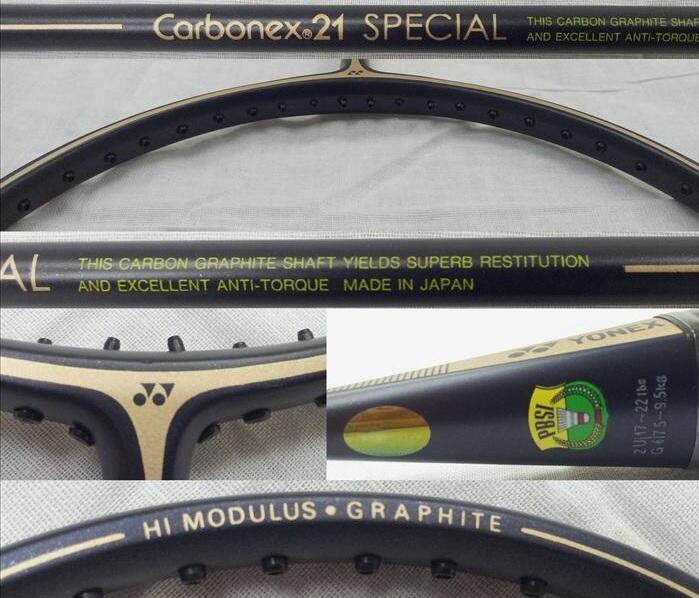 Carbonex®21 SPECIAL
THIS CARBON GRAPHITE SHAF
AND EXCELLENT ANTI-TORQUE
AL
THIS CARBON GRAPHITE SHAFT YIELDS SUPERB RESTITUTION
AND EXCELLENT ANTI-TORQUE MADE IN JAPAN
YONEX
PBSI
2U 17~22 lbs
G4 7.5~9.5kg
HI MODULUS • GRAPHITE